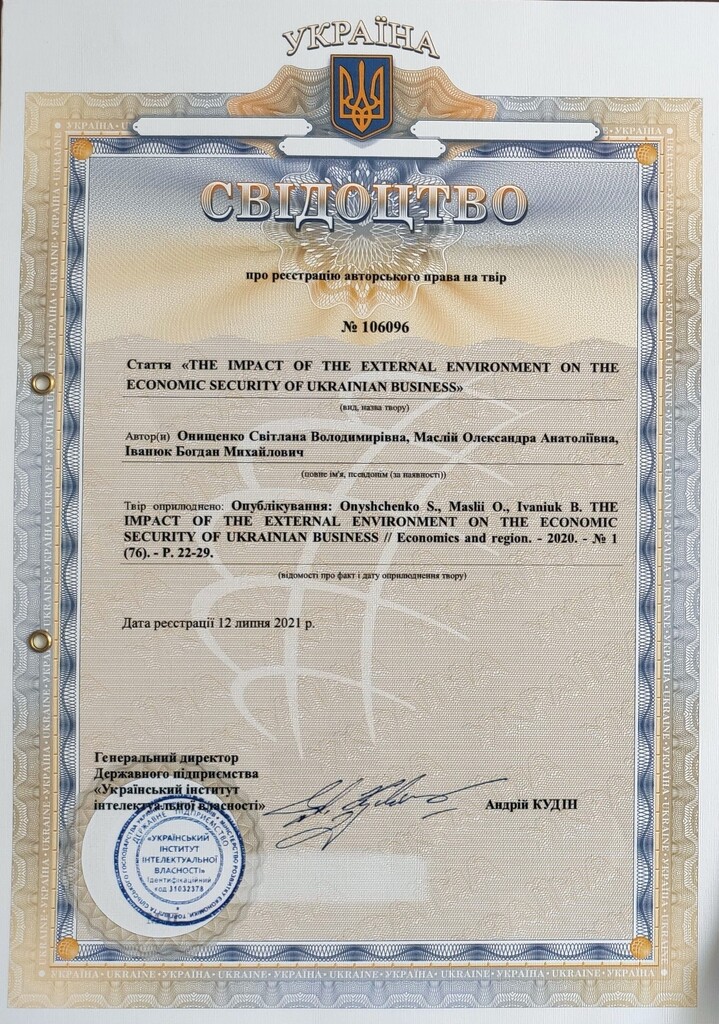 УКРАЇНА
СВІДОЦТВО
про реєстрацію авторського права на твір
№ 106096
Стаття «THE IMPACT OF THE EXTERNAL ENVIRONMENT ON THE
ECONOMIC SECURITY OF UKRAINIAN BUSINESS»
(вид, назва твору)
Автор(и) Онищенко Світлана Володимирівна, Маслій Олександра Анатоліївна,
Іванюк Богдан Михайлович
(повне ім'я, псевдонім (за наявності))
Твір оприлюднено: Опублікування: Onyshchenko S., Maslii O., Ivaniuk B. THE
IMPACT OF THE EXTERNAL ENVIRONMENT ON THE ECONOMIC
SECURITY OF UKRAINIAN BUSINESS // Economics and region. - 2020. - № 1
(76). - P. 22-29.
(відомості про факт і дату оприлюднення твору)
Дата реєстрації 12 липня 2021 р.
Генеральний директор
Державного підприємства
«Український інститут
інтелектуальної власності»
Андрій КУДІН
ДЕРЖАВНЕ ПІДПРИЄМСТВО
«УКРАЇНСЬКИЙ
ІНСТИТУТ
ІНТЕЛЕКТУАЛЬНОЇ
ВЛАСНОСТІ»
Ідентифікаційний
код 31032378